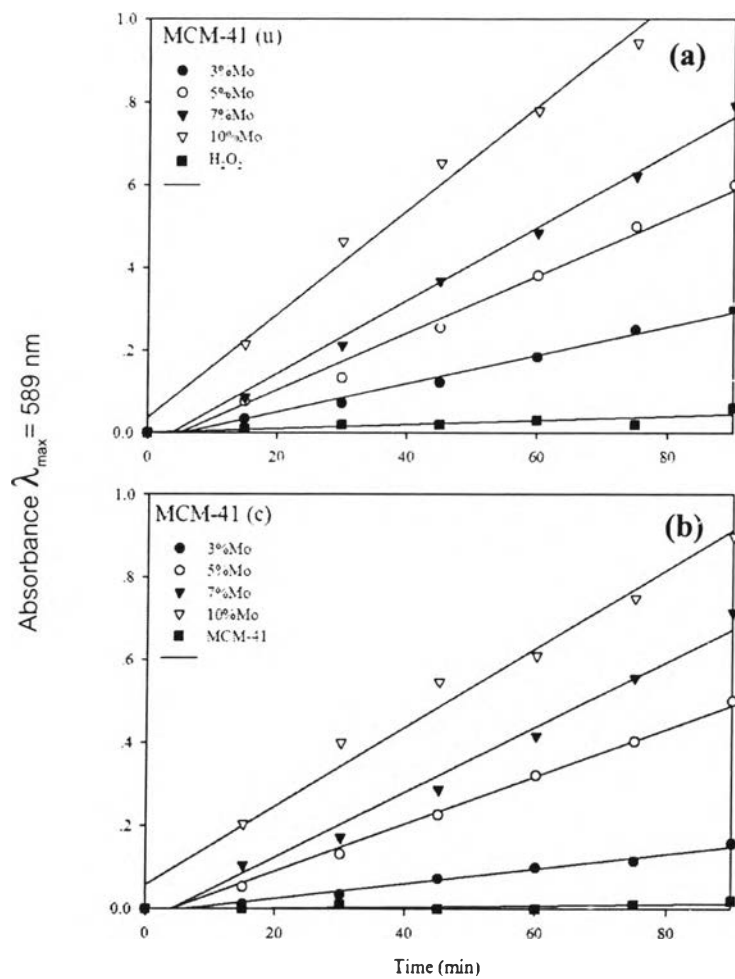 1.0
MCM-41 (u)
(a)
3%Mo
5%Mo
7%Mo
10%Mo
H₂O₂
.8
.6
.4
.2
0.0
0 20 40 60 80
1.0
MCM-41 (c)
(b)
3%Mo
5%Mo
7%Mo
10%Mo
MCM-41
.8
.6
.4
.2
0.0
0 20 40 60 80
Time (min)
Absorbance λmax = 589 nm